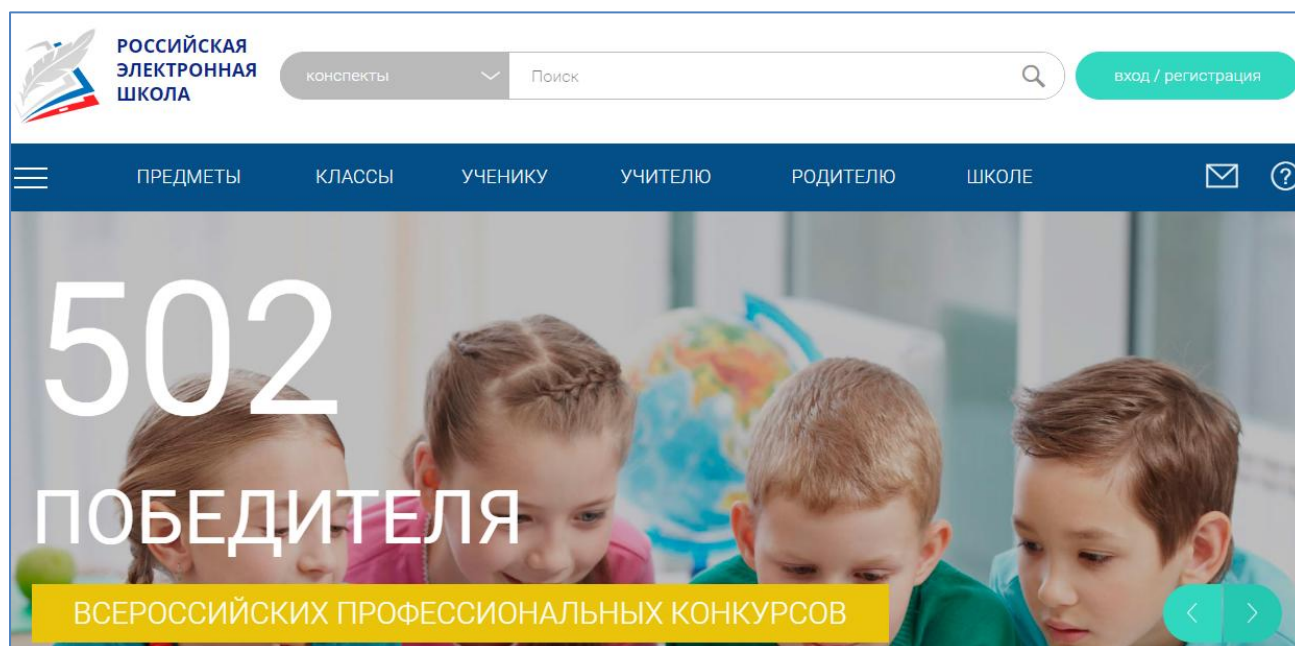 РОССИЙСКАЯ
ЭЛЕКТРОННАЯ
ШКОЛА
конспекты
Поиск
вход / регистрация
ПРЕДМЕТЫ
КЛАССЫ
УЧЕНИКУ
УЧИТЕЛЮ
РОДИТЕЛЮ
ШКОЛЕ
?
502
ПОБЕДИТЕЛЯ
ВСЕРОССИЙСКИХ ПРОФЕССИОНАЛЬНЫХ КОНКУРСОВ